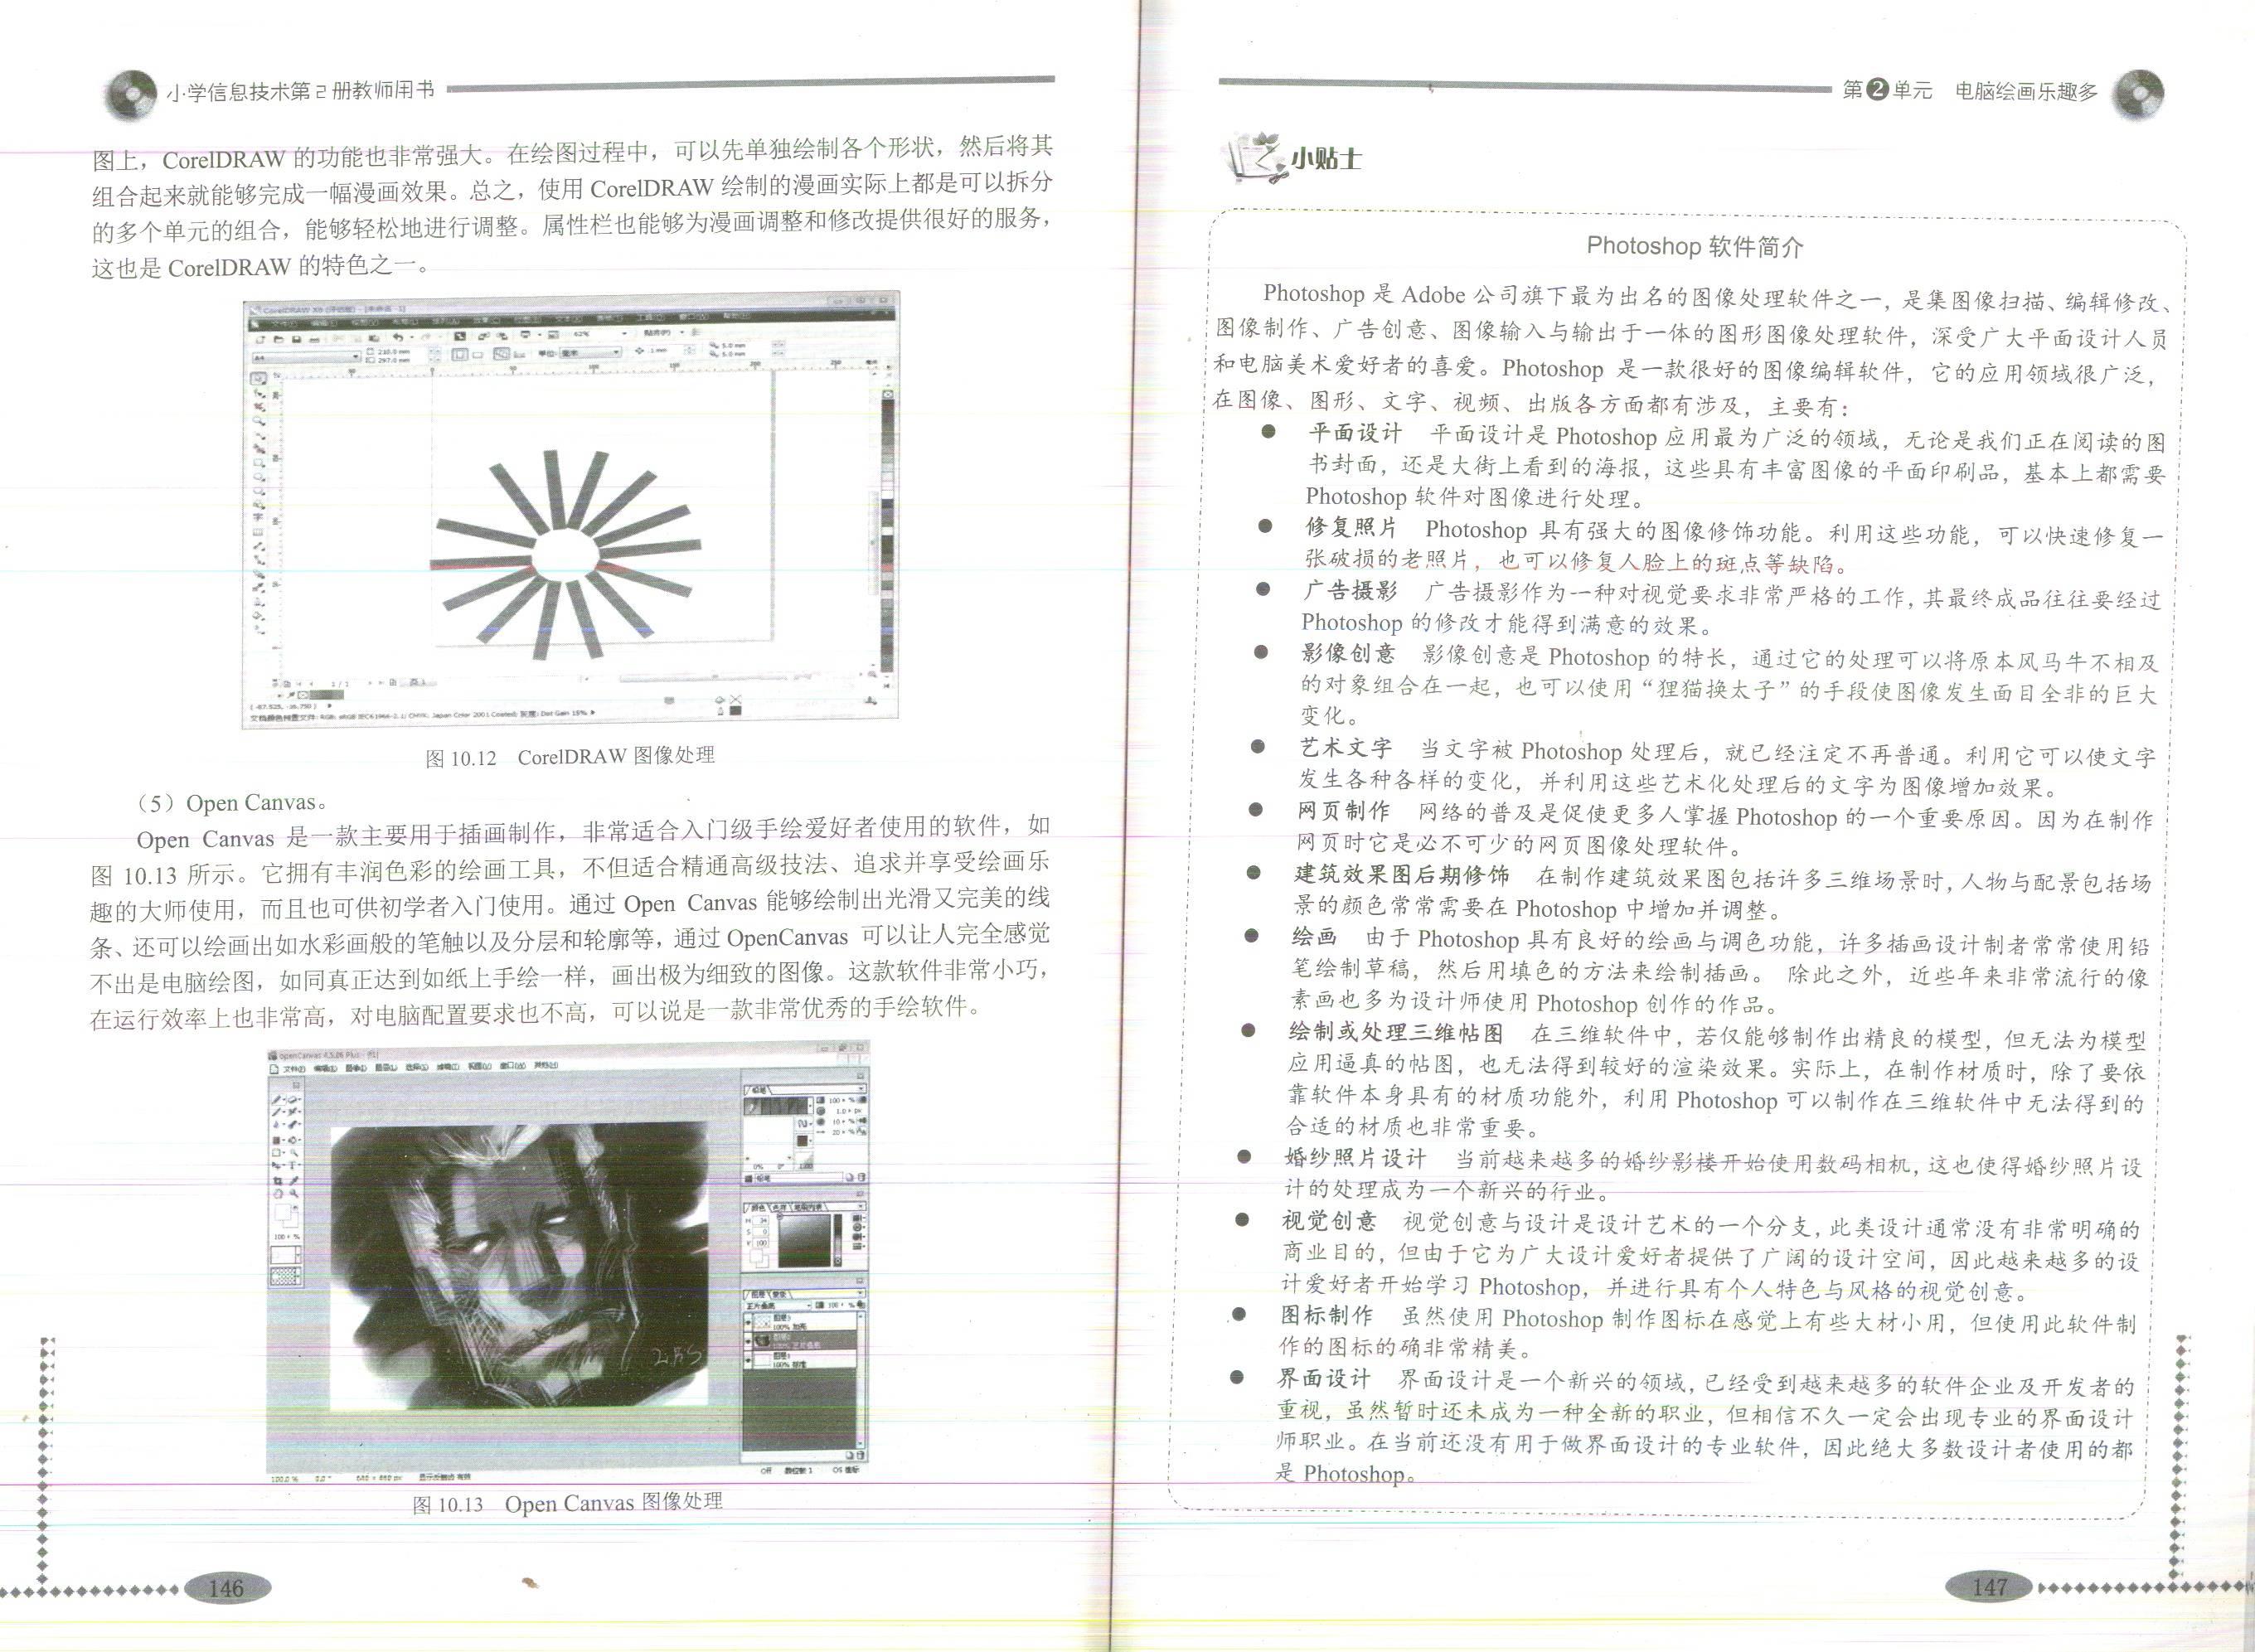 小学信息技术第2册教师用书
图上，CorelDRAW 的功能也非常强大。在绘图过程中，可以先单独绘制各个形状，然后将其
组合起来就能够完成一幅漫画效果。总之，使用 CorelDRAW 绘制的漫画实际上都是可以拆分
的多个单元的组合，能够轻松地进行调整。属性栏也能够为漫画调整和修改提供很好的服务，
这也是 CorelDRAW 的特色之一。
图 10.12 CorelDRAW 图像处理
（5）Open Canvas。
Open Canvas 是一款主要用于插画制作，非常适合入门级手绘爱好者使用的软件，如
图 10.13 所示。它拥有丰润色彩的绘画工具，不但适合精通高级技法、追求并享受绘画乐
趣的大师使用，而且也可供初学者入门使用。通过 Open Canvas 能够绘制出光滑又完美的线
条、还可以绘画出如水彩画般的笔触以及分层和轮廓等，通过 OpenCanvas 可以让人完全感觉
不出是电脑绘图，如同真正达到如纸上手绘一样，画出极为细致的图像。这款软件非常小巧，
在运行效率上也非常高，对电脑配置要求也不高，可以说是一款非常优秀的手绘软件。
openCanvas 4.5.06 Plus
图 10.13 Open Canvas 图像处理
146
第2单元 电脑绘画乐趣多
小贴士
Photoshop 软件简介
Photoshop 是 Adobe 公司旗下最为出名的图像处理软件之一，是集图像扫描、编辑修改、
图像制作、广告创意、图像输入与输出于一体的图形图像处理软件，深受广大平面设计人员
和电脑美术爱好者的喜爱。Photoshop 是一款很好的图像编辑软件，它的应用领域很广泛，
在图像、图形、文字、视频、出版各方面都有涉及，主要有：
● 平面设计 平面设计是 Photoshop 应用最为广泛的领域，无论是我们正在阅读的图
书封面，还是大街上看到的海报，这些具有丰富图像的平面印刷品，基本上都需要
Photoshop 软件对图像进行处理。
● 修复照片 Photoshop 具有强大的图像修饰功能。利用这些功能，可以快速修复一
张破损的老照片，也可以修复人脸上的斑点等缺陷。
● 广告摄影 广告摄影作为一种对视觉要求非常严格的工作，其最终成品往往要经过
Photoshop 的修改才能得到满意的效果。
● 影像创意 影像创意是 Photoshop 的特长，通过它的处理可以将原本风马牛不相及
的对象组合在一起，也可以使用“狸猫换太子”的手段使图像发生面目全非的巨大
变化。
● 艺术文字 当文字被 Photoshop 处理后，就已经注定不再普通。利用它可以使文字
发生各种各样的变化，并利用这些艺术化处理后的文字为图像增加效果。
● 网页制作 网络的普及是促使更多人掌握 Photoshop 的一个重要原因。因为在制作
网页时它是必不可少的网页图像处理软件。
● 建筑效果图后期修饰 在制作建筑效果图包括许多三维场景时，人物与配景包括场
景的颜色常常需要在 Photoshop 中增加并调整。
● 绘画 由于 Photoshop 具有良好的绘画与调色功能，许多插画设计制者常常使用铅
笔绘制草稿，然后用填色的方法来绘制插画。 除此之外，近些年来非常流行的像
素画也多为设计师使用 Photoshop 创作的作品。
● 绘制或处理三维帖图 在三维软件中，若仅能够制作出精良的模型，但无法为模型
应用逼真的帖图，也无法得到较好的渲染效果。实际上，在制作材质时，除了要依
靠软件本身具有的材质功能外，利用 Photoshop 可以制作在三维软件中无法得到的
合适的材质也非常重要。
● 婚纱照片设计 当前越来越多的婚纱影楼开始使用数码相机，这也使得婚纱照片设
计的处理成为一个新兴的行业。
● 视觉创意 视觉创意与设计是设计艺术的一个分支，此类设计通常没有非常明确的
商业目的，但由于它为广大设计爱好者提供了广阔的设计空间，因此越来越多的设
计爱好者开始学习 Photoshop，并进行具有个人特色与风格的视觉创意。
● 图标制作 虽然使用 Photoshop 制作图标在感觉上有些大材小用，但使用此软件制
作的图标的确非常精美。
● 界面设计 界面设计是一个新兴的领域，已经受到越来越多的软件企业及开发者的
重视，虽然暂时还未成为一种全新的职业，但相信不久一定会出现专业的界面设计
师职业。在当前还没有用于做界面设计的专业软件，因此绝大多数设计者使用的都
是 Photoshop。
147